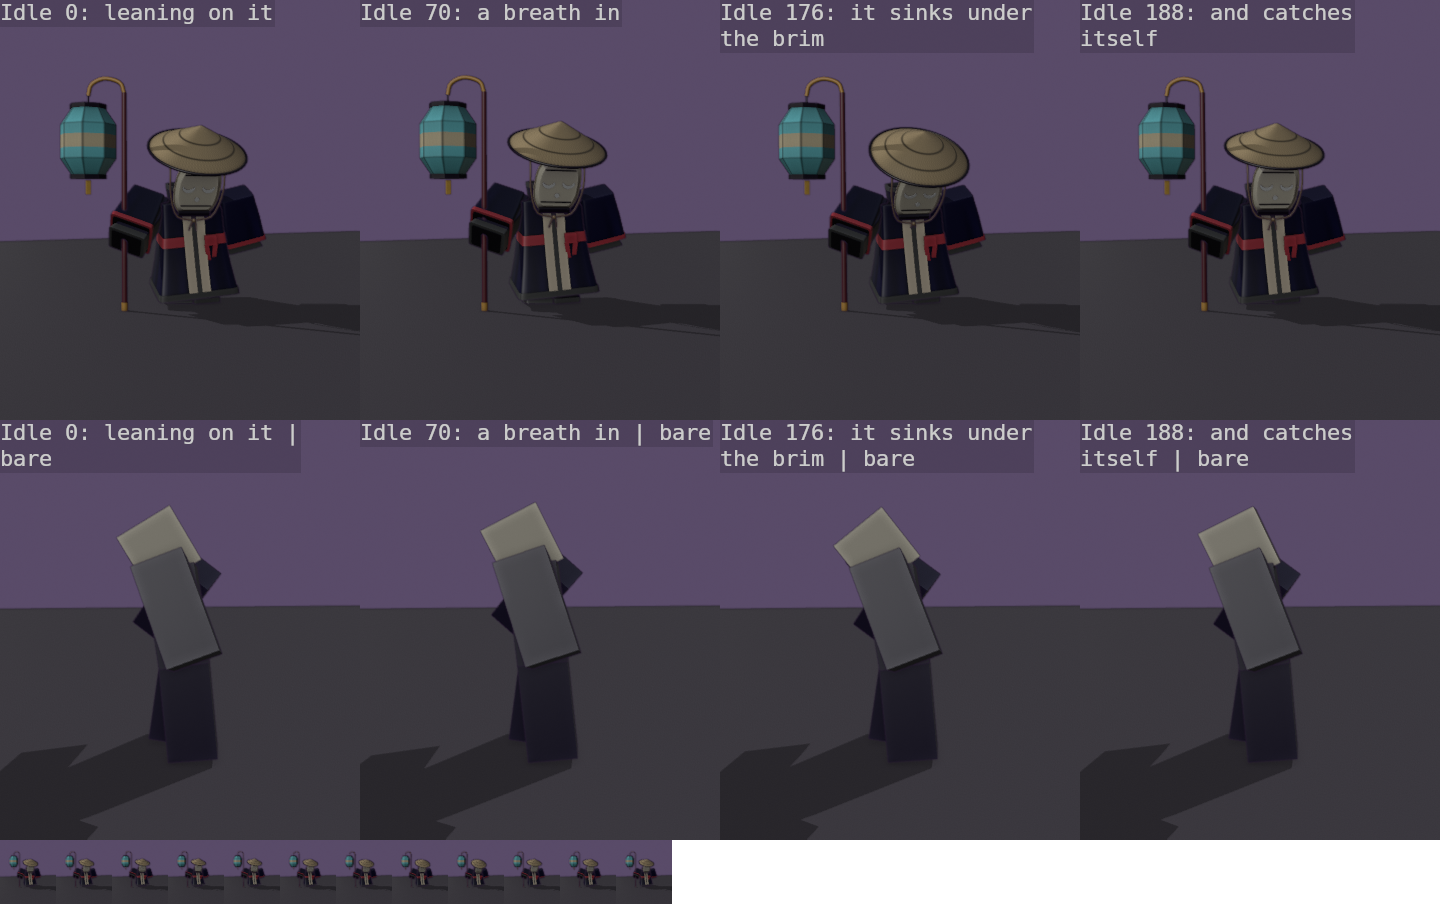 Idle 0: leaning on it
Idle 70: a breath in
Idle 176: it sinks under
the brim
Idle 188: and catches
itself
Idle 0: leaning on it |
bare
Idle 70: a breath in | bare
Idle 176: it sinks under
the brim | bare
Idle 188: and catches
itself | bare